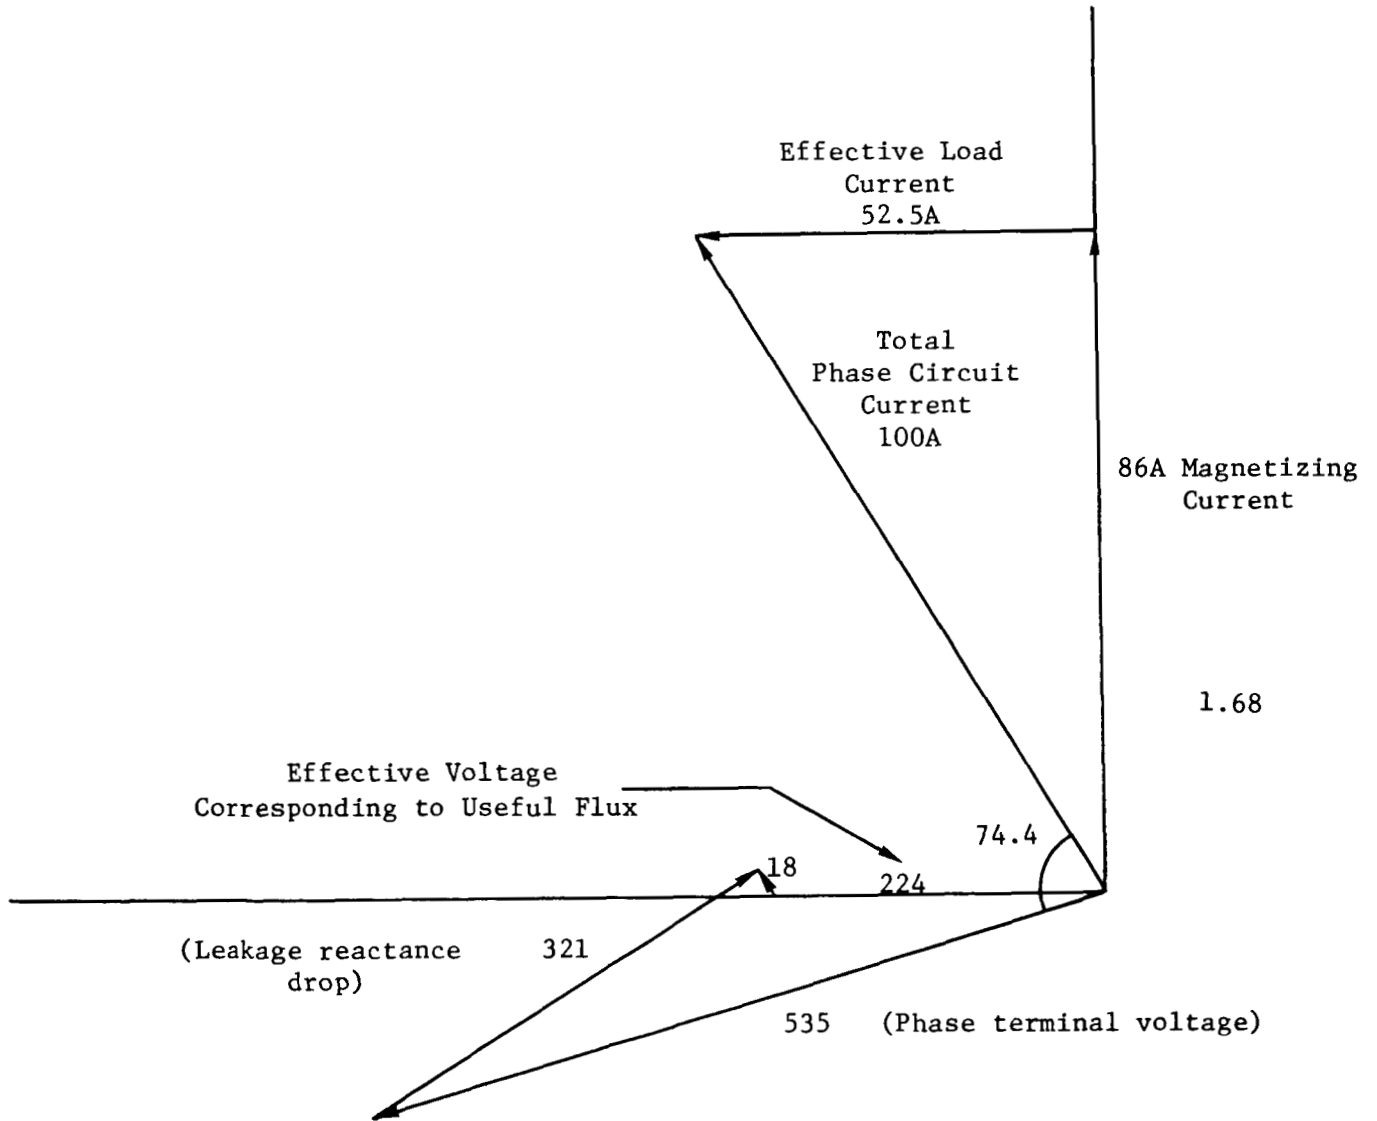 Effective Load
Current
52.5A
Total
Phase Circuit
Current
100A
86A Magnetizing
Current
1.68
Effective Voltage
Corresponding to Useful Flux
74.4
18
224
(Leakage reactance
drop)
321
535 (Phase terminal voltage)